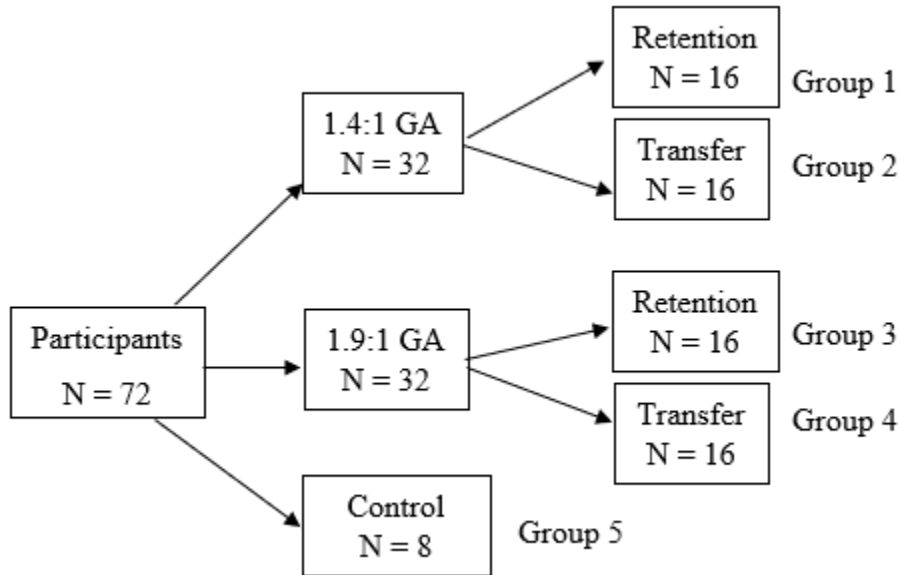 Retention
N = 16
Group 1
1.4:1 GA
N = 32
Transfer
N = 16
Group 2
Participants
N = 72
1.9:1 GA
N = 32
Retention
N = 16
Group 3
Transfer
N = 16
Group 4
Control
N = 8
Group 5